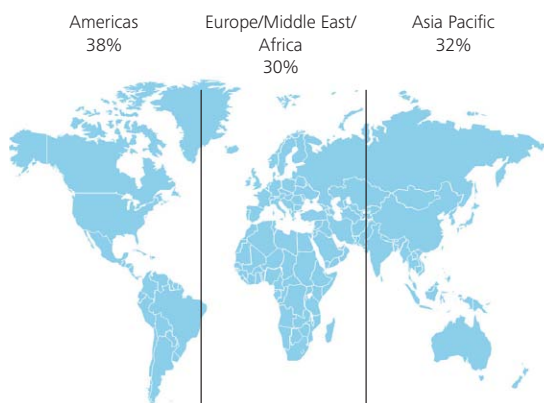 Americas
38%
Europe/Middle East/
Africa
30%
Asia Pacific
32%